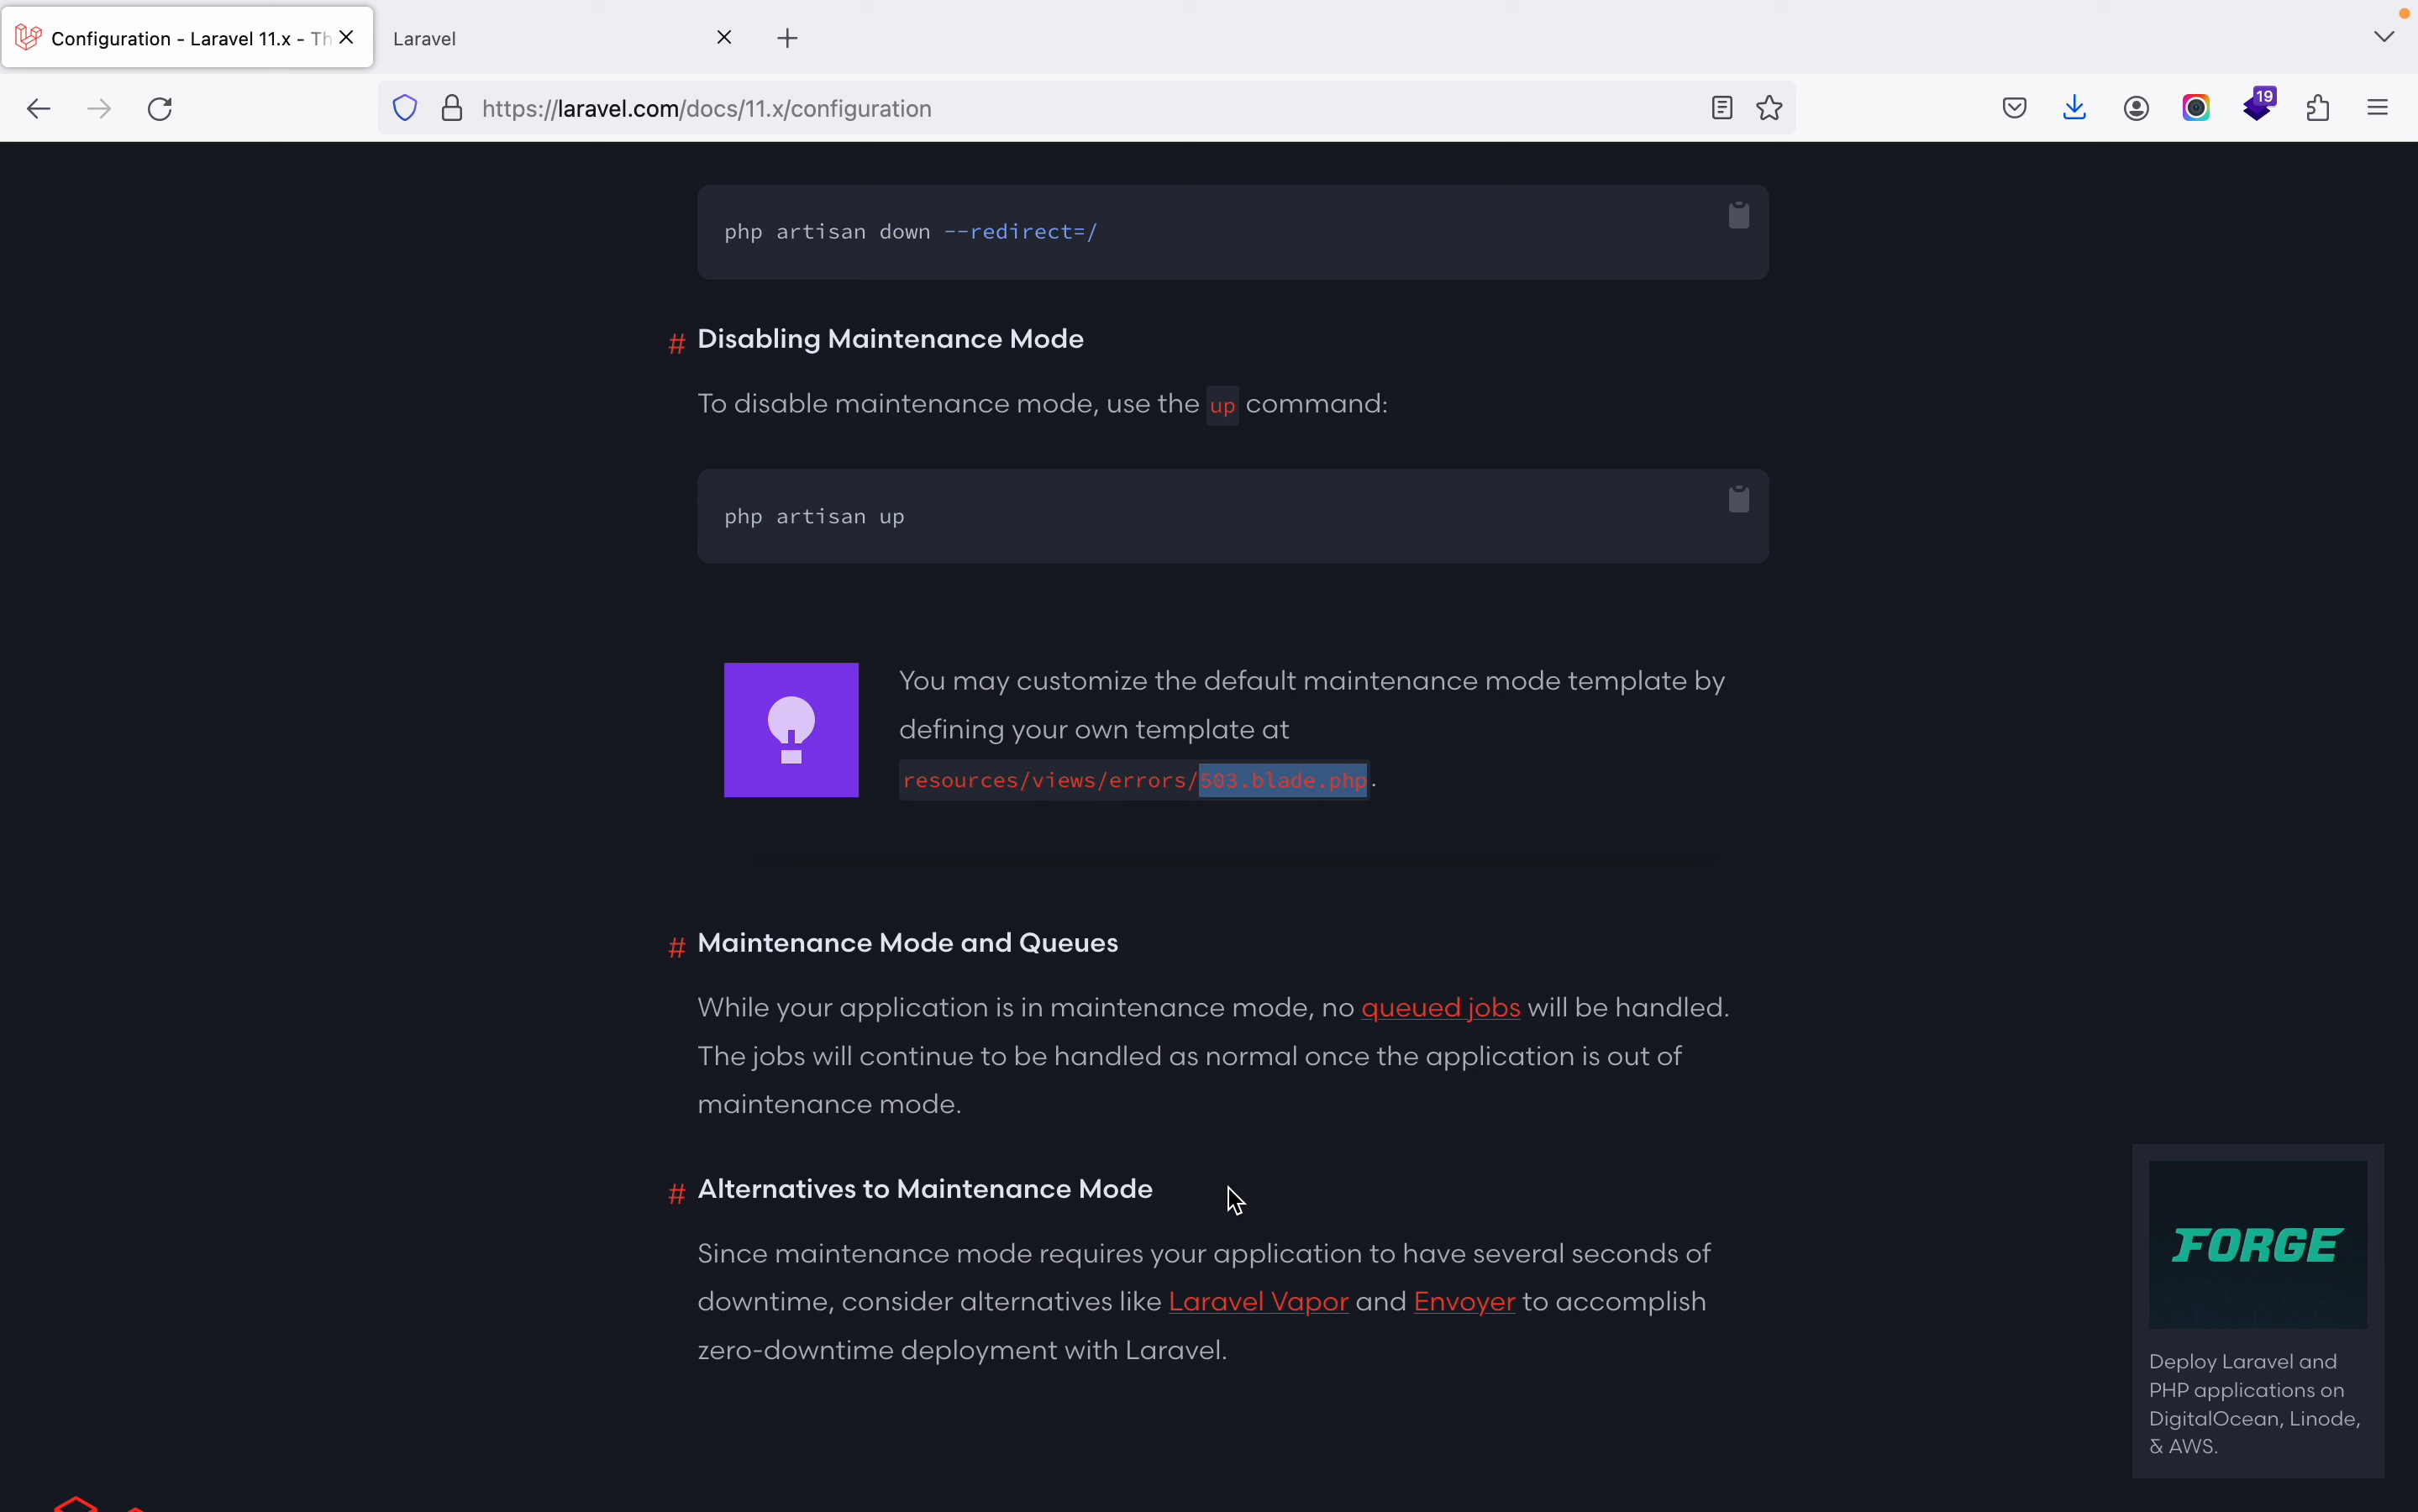 Configuration - Laravel 11.x - Th
Laravel
https://laravel.com/docs/11.x/configuration
19
php artisan down --redirect=/
# Disabling Maintenance Mode
To disable maintenance mode, use the up command:
php artisan up
You may customize the default maintenance mode template by
defining your own template at
resources/views/errors/503.blade.php.
# Maintenance Mode and Queues
While your application is in maintenance mode, no queued jobs will be handled.
The jobs will continue to be handled as normal once the application is out of
maintenance mode.
# Alternatives to Maintenance Mode
Since maintenance mode requires your application to have several seconds of
downtime, consider alternatives like Laravel Vapor and Envoyer to accomplish
zero-downtime deployment with Laravel.
FORGE
Deploy Laravel and
PHP applications on
DigitalOcean, Linode,
& AWS.